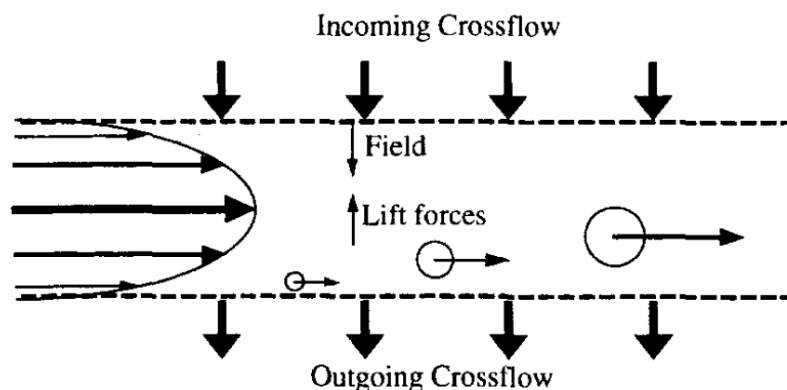 Incoming Crossflow
Field
Lift forces
Outgoing Crossflow